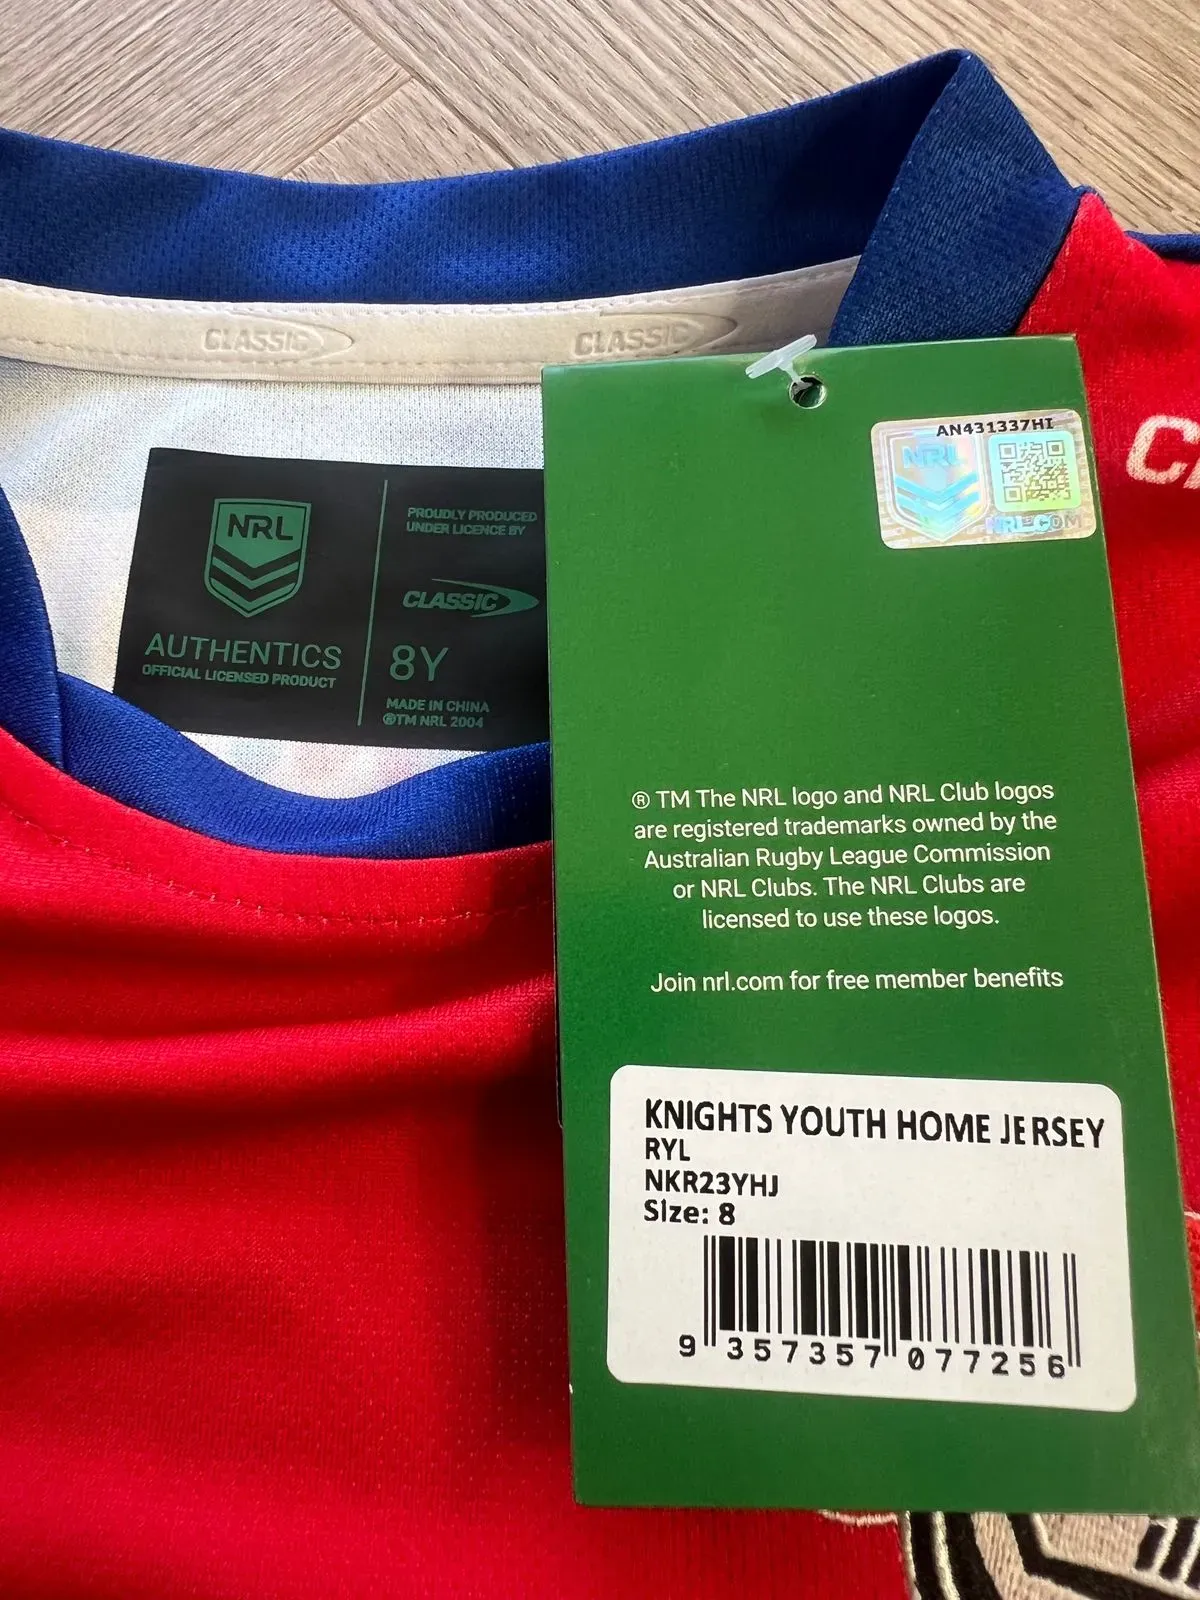 CLASSIC
CLASSIC
NRL
AUTHENTICS
OFFICIAL LICENSED PRODUCT
PROUDLY PRODUCED
UNDER LICENCE BY
CLASSIC
8Y
MADE IN CHINA
®TM NRL 2004
AN431337HI
NRL
NRL.COM
® TM The NRL logo and NRL Club logos
are registered trademarks owned by the
Australian Rugby League Commission
or NRL Clubs. The NRL Clubs are
licensed to use these logos.
Join nrl.com for free member benefits
KNIGHTS YOUTH HOME JERSEY
RYL
NKR23YHJ
Size: 8
9 357357 077256